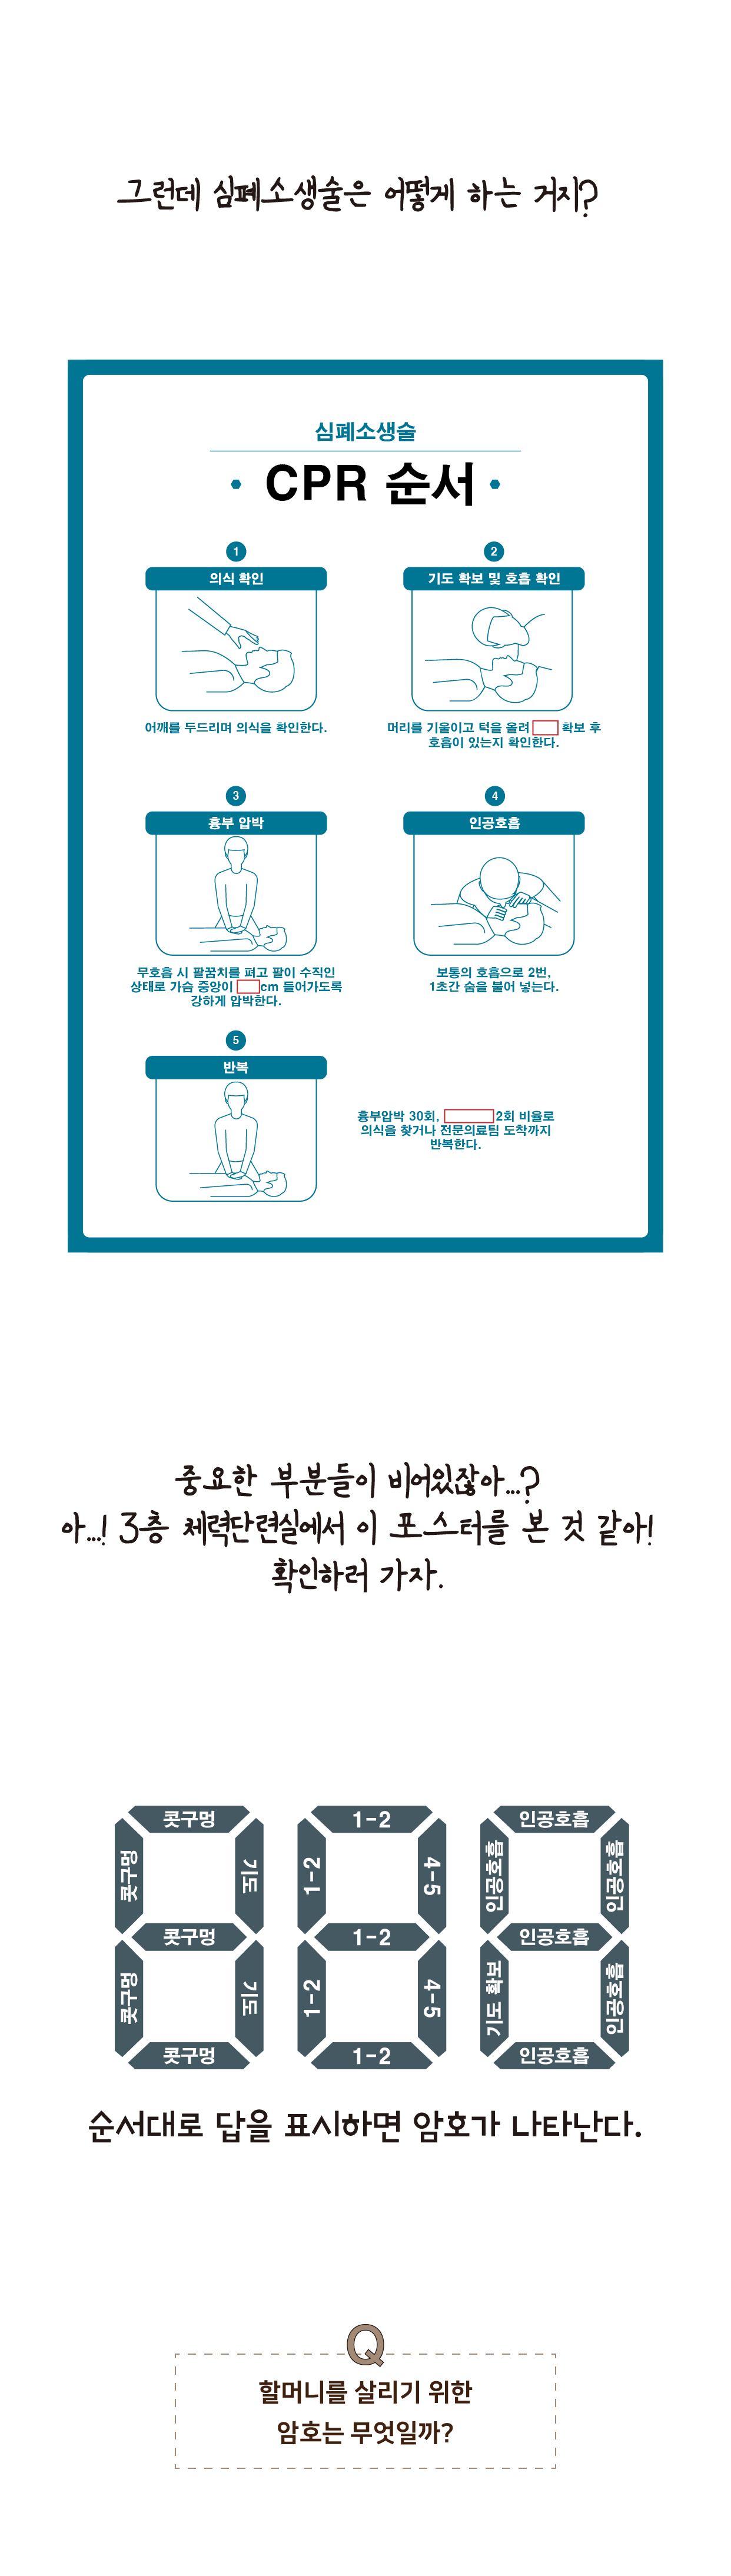 그런데 심폐소생술은 어떻게 하는 거지?
심폐소생술
CPR 순서
1
의식 확인
어깨를 두드리며 의식을 확인한다.
2
기도 확보 및 호흡 확인
머리를 기울이고 턱을 올려 확보 후
호흡이 있는지 확인한다.
3
흉부 압박
무호흡 시 팔꿈치를 펴고 팔이 수직인
상태로 가슴 중앙이 cm 들어가도록
강하게 압박한다.
4
인공호흡
보통의 호흡으로 2번,
1초간 숨을 불어 넣는다.
5
반복
흉부압박 30회, 2회 비율로
의식을 찾거나 전문의료팀 도착까지
반복한다.
중요한 부분들이 비어있잖아...?
아...! 3층 체력단련실에서 이 포스터를 본 것 같아!
확인하러 가자.
콧구멍
콧구멍
기도
콧구멍
콧구멍
기도
콧구멍
1-2
1-2
4-5
1-2
1-2
4-5
1-2
인공호흡
인공호흡
인공호흡
인공호흡
기도 확보
인공호흡
인공호흡
순서대로 답을 표시하면 암호가 나타난다.
Q
할머니를 살리기 위한
암호는 무엇일까?